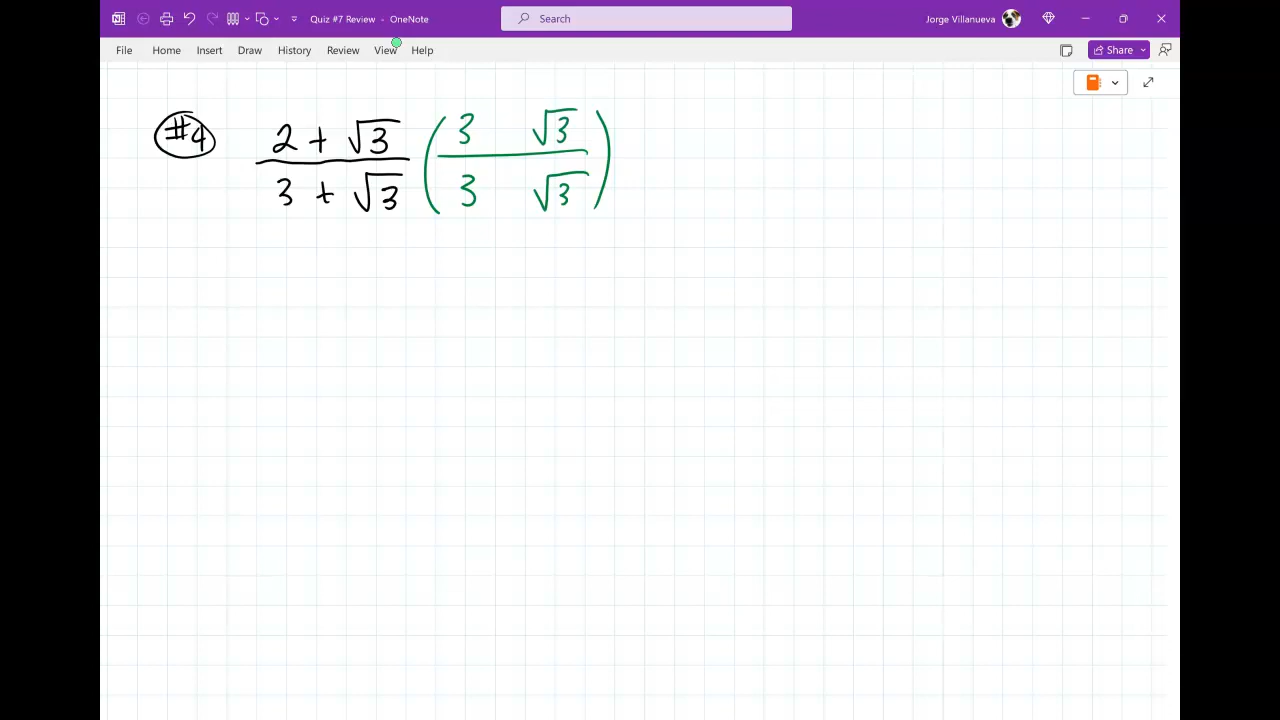 Quiz #7 Review - OneNote
Search
Jorge Villanueva
File Home Insert Draw History Review View Help
Share
#4
2 + √3
3 + √3
( 3 √3
3 √3 )